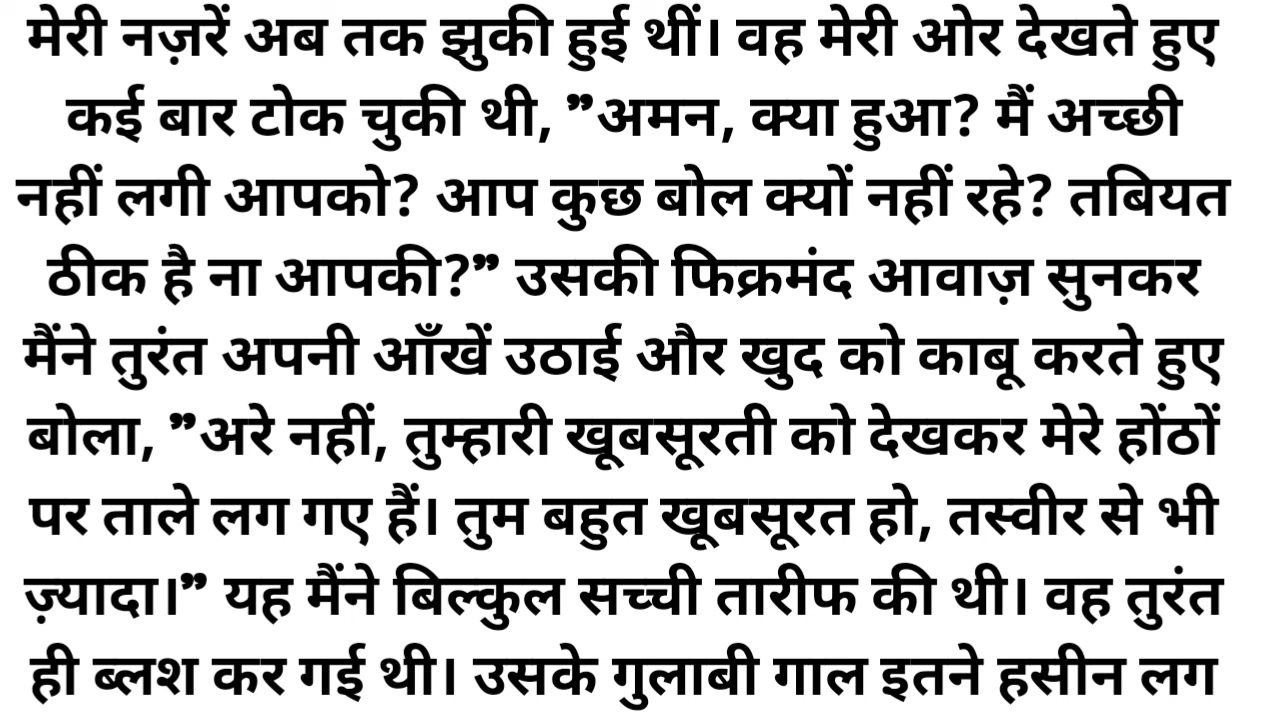 मेरी नज़रें अब तक झुकी हुई थीं। वह मेरी ओर देखते हुए
कई बार टोक चुकी थी, ”अमन, क्या हुआ? मैं अच्छी
नहीं लगी आपको? आप कुछ बोल क्यों नहीं रहे? तबियत
ठीक है ना आपकी?” उसकी फिक्रमंद आवाज़ सुनकर
मैंने तुरंत अपनी आँखें उठाई और खुद को काबू करते हुए
बोला, ”अरे नहीं, तुम्हारी खूबसूरती को देखकर मेरे होंठों
पर ताले लग गए हैं। तुम बहुत खूबसूरत हो, तस्वीर से भी
ज़्यादा।” यह मैंने बिल्कुल सच्ची तारीफ की थी। वह तुरंत
ही ब्लश कर गई थी। उसके गुलाबी गाल इतने हसीन लग